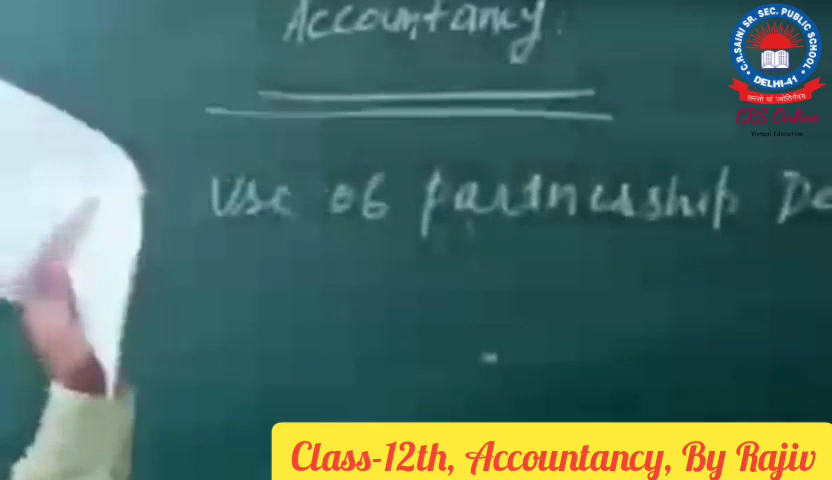 Accountancy.
Use of partnership De
C.R.SAINI SR. SEC. PUBLIC SCHOOL
DELHI-41
CRS Online
Virtual Education
Class-12th, Accountancy, By Rajiv